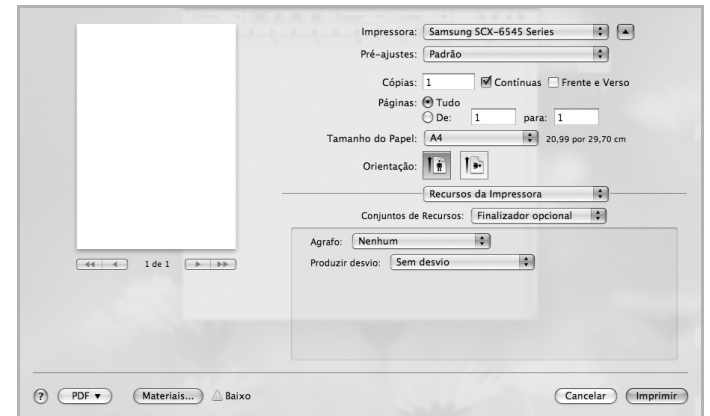 Impressora: Samsung SCX-6545 Series
Pré-ajustes: Padrão
Cópias: 1 Contínuas Frente e Verso
Páginas: Tudo
De: 1 para: 1
Tamanho do Papel: A4 20,99 por 29,70 cm
Orientação:
Recursos da Impressora
Conjuntos de Recursos: Finalizador opcional
Agrafo: Nenhum
1 de 1
Produzir desvio: Sem desvio
? PDF Materiais... Baixo Cancelar Imprimir